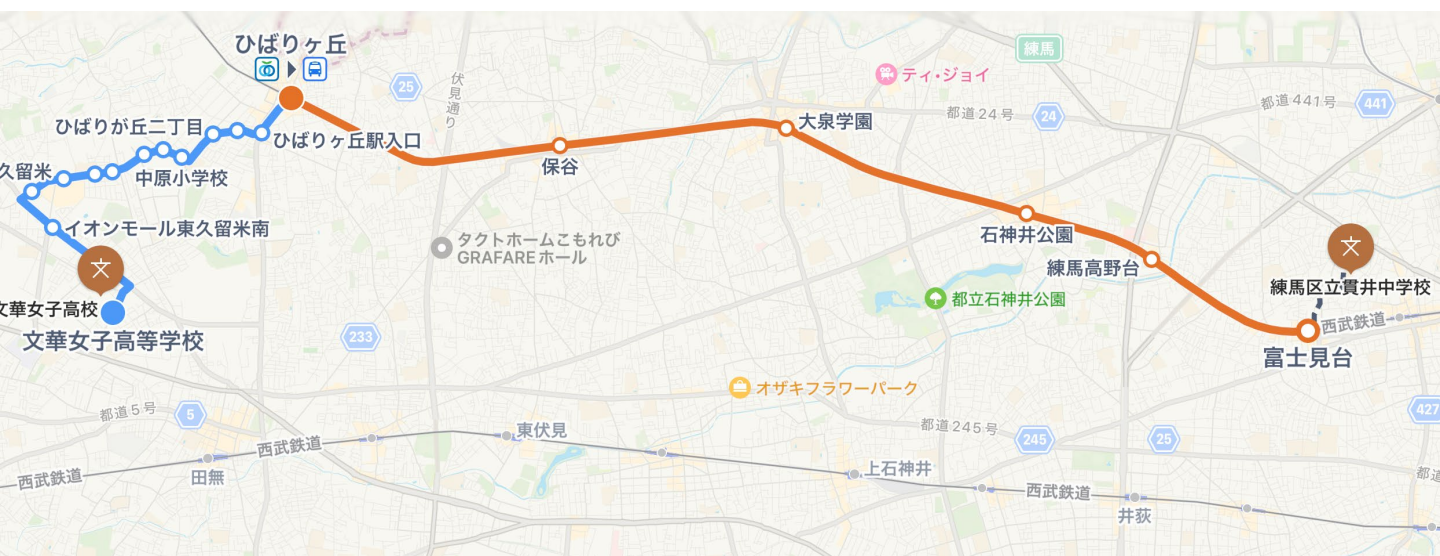 ひばりヶ丘
練馬
25
伏見通り
ティ・ジョイ
都道24号
24
都道441号
441
ひばりが丘二丁目
ひばりヶ丘駅入口
大泉学園
保谷
久留米
中原小学校
イオンモール東久留米南
タクトホームこもれび
GRAFAREホール
石神井公園
練馬高野台
文
文
練馬区立貫井中学校
都立石神井公園
文華女子高校
文華女子高等学校
西武鉄道
富士見台
233
オザキフラワーパーク
都道5号
5
427
西武鉄道
東伏見
都道245号
245
25
西武鉄道
田無
上石神井
西武鉄道
井荻
都道